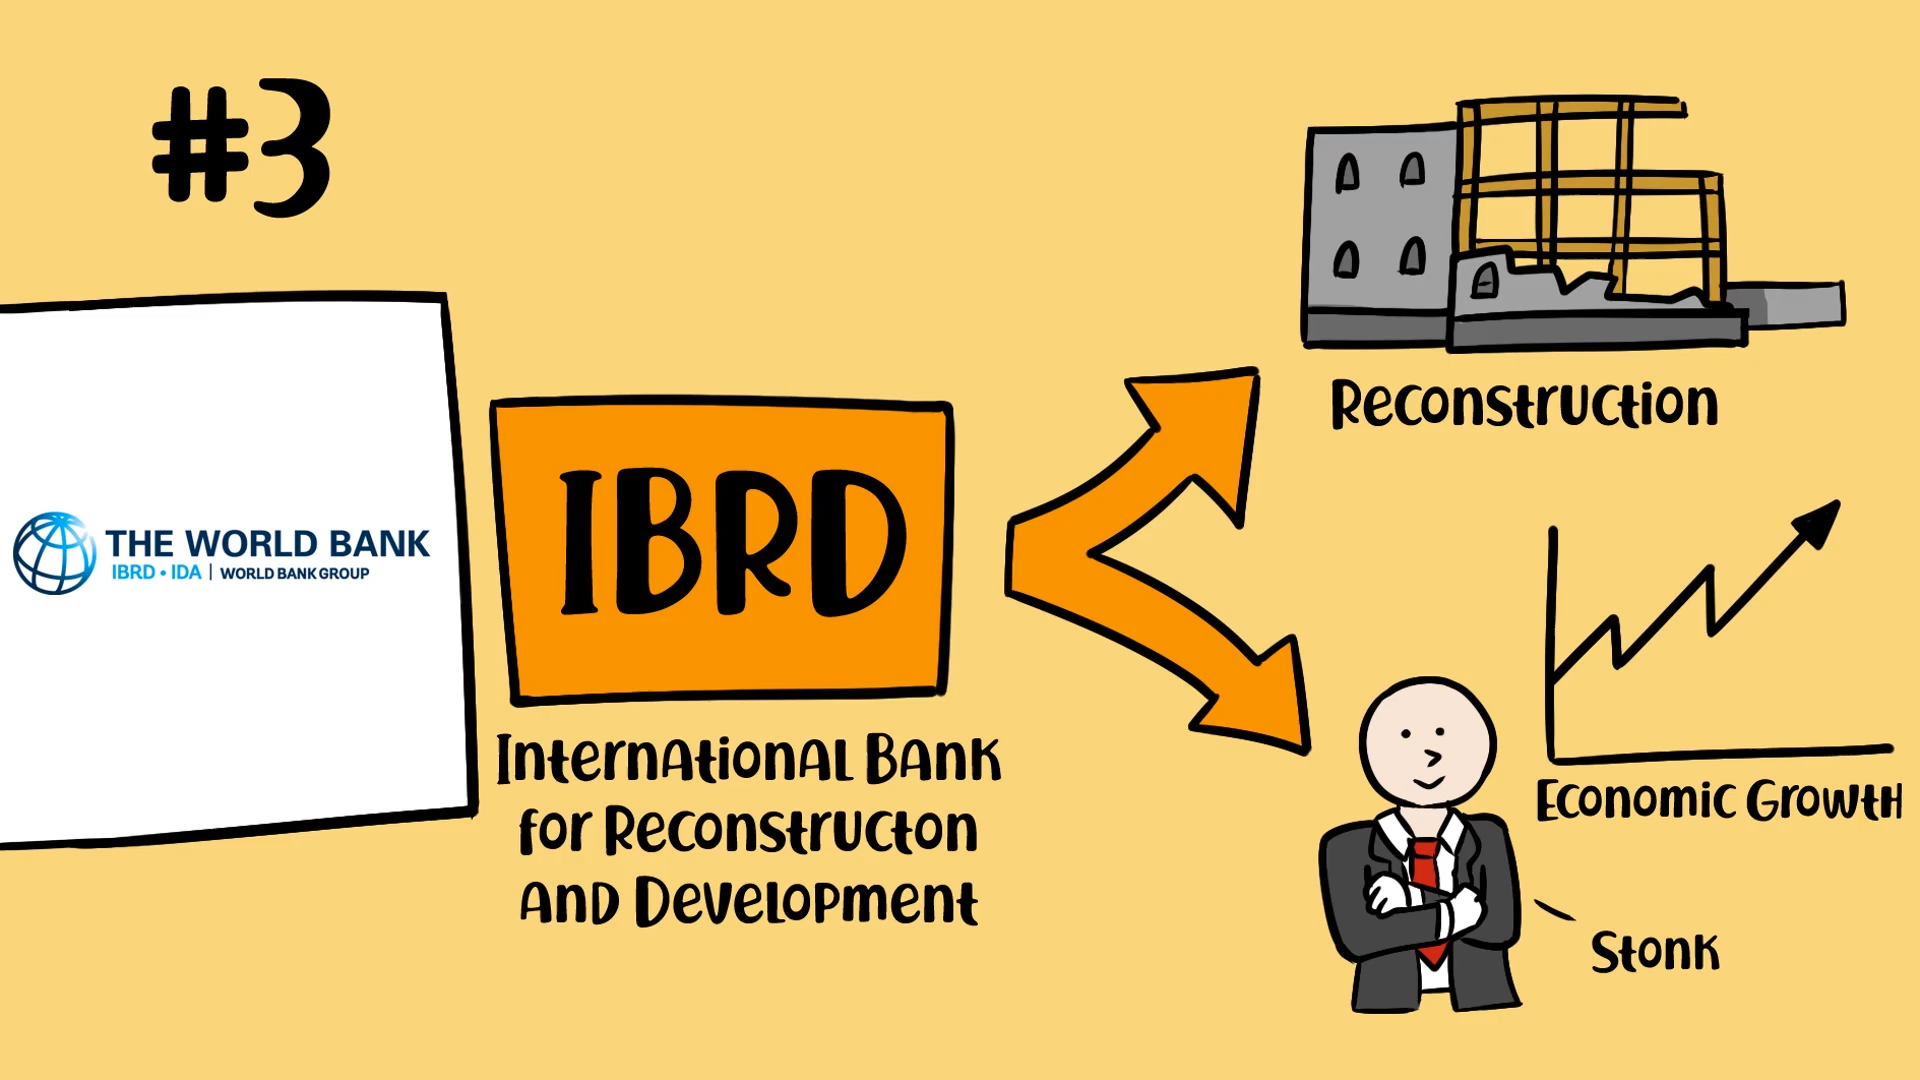 #3
THE WORLD BANK
IBRD • IDA | WORLD BANK GROUP
IBRD
International Bank
for Reconstructon
and Development
Reconstruction
Economic Growth
Stonk